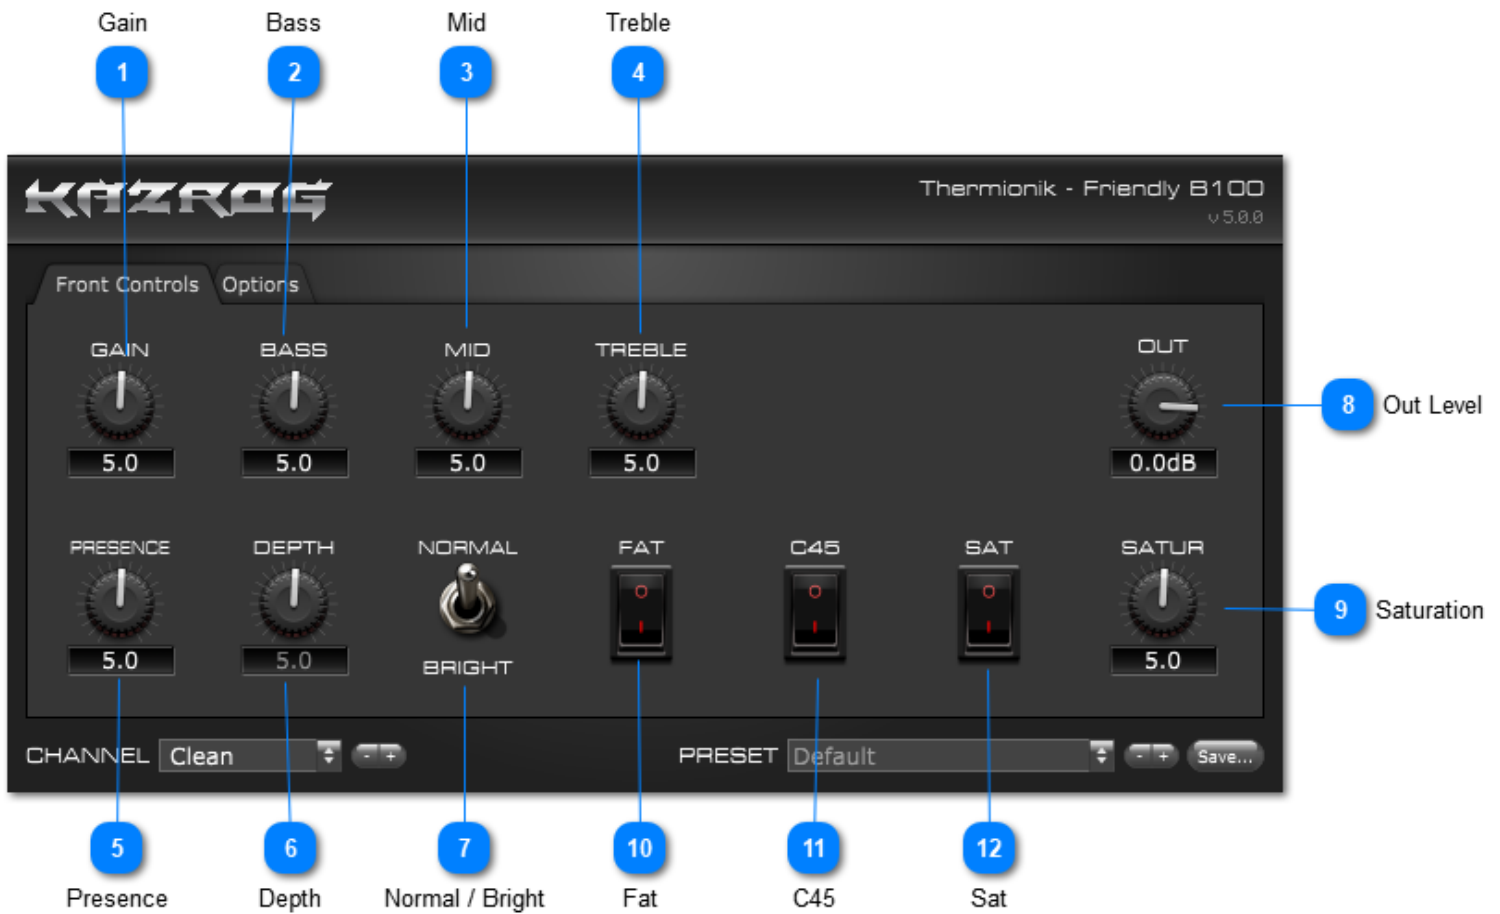 Gain Bass Mid Treble
1 2 3 4
KAZROG
Thermionik - Friendly B100
v 5.0.0
Front Controls Options
GAIN BASS MID TREBLE OUT
8 Out Level
5.0 5.0 5.0 5.0 0.0dB
PRESENCE DEPTH NORMAL FAT C45 SAT SATUR
9 Saturation
5.0 5.0 BRIGHT 5.0
CHANNEL Clean - + PRESET Default - + Save...
5 6 7 10 11 12
Presence Depth Normal / Bright Fat C45 Sat